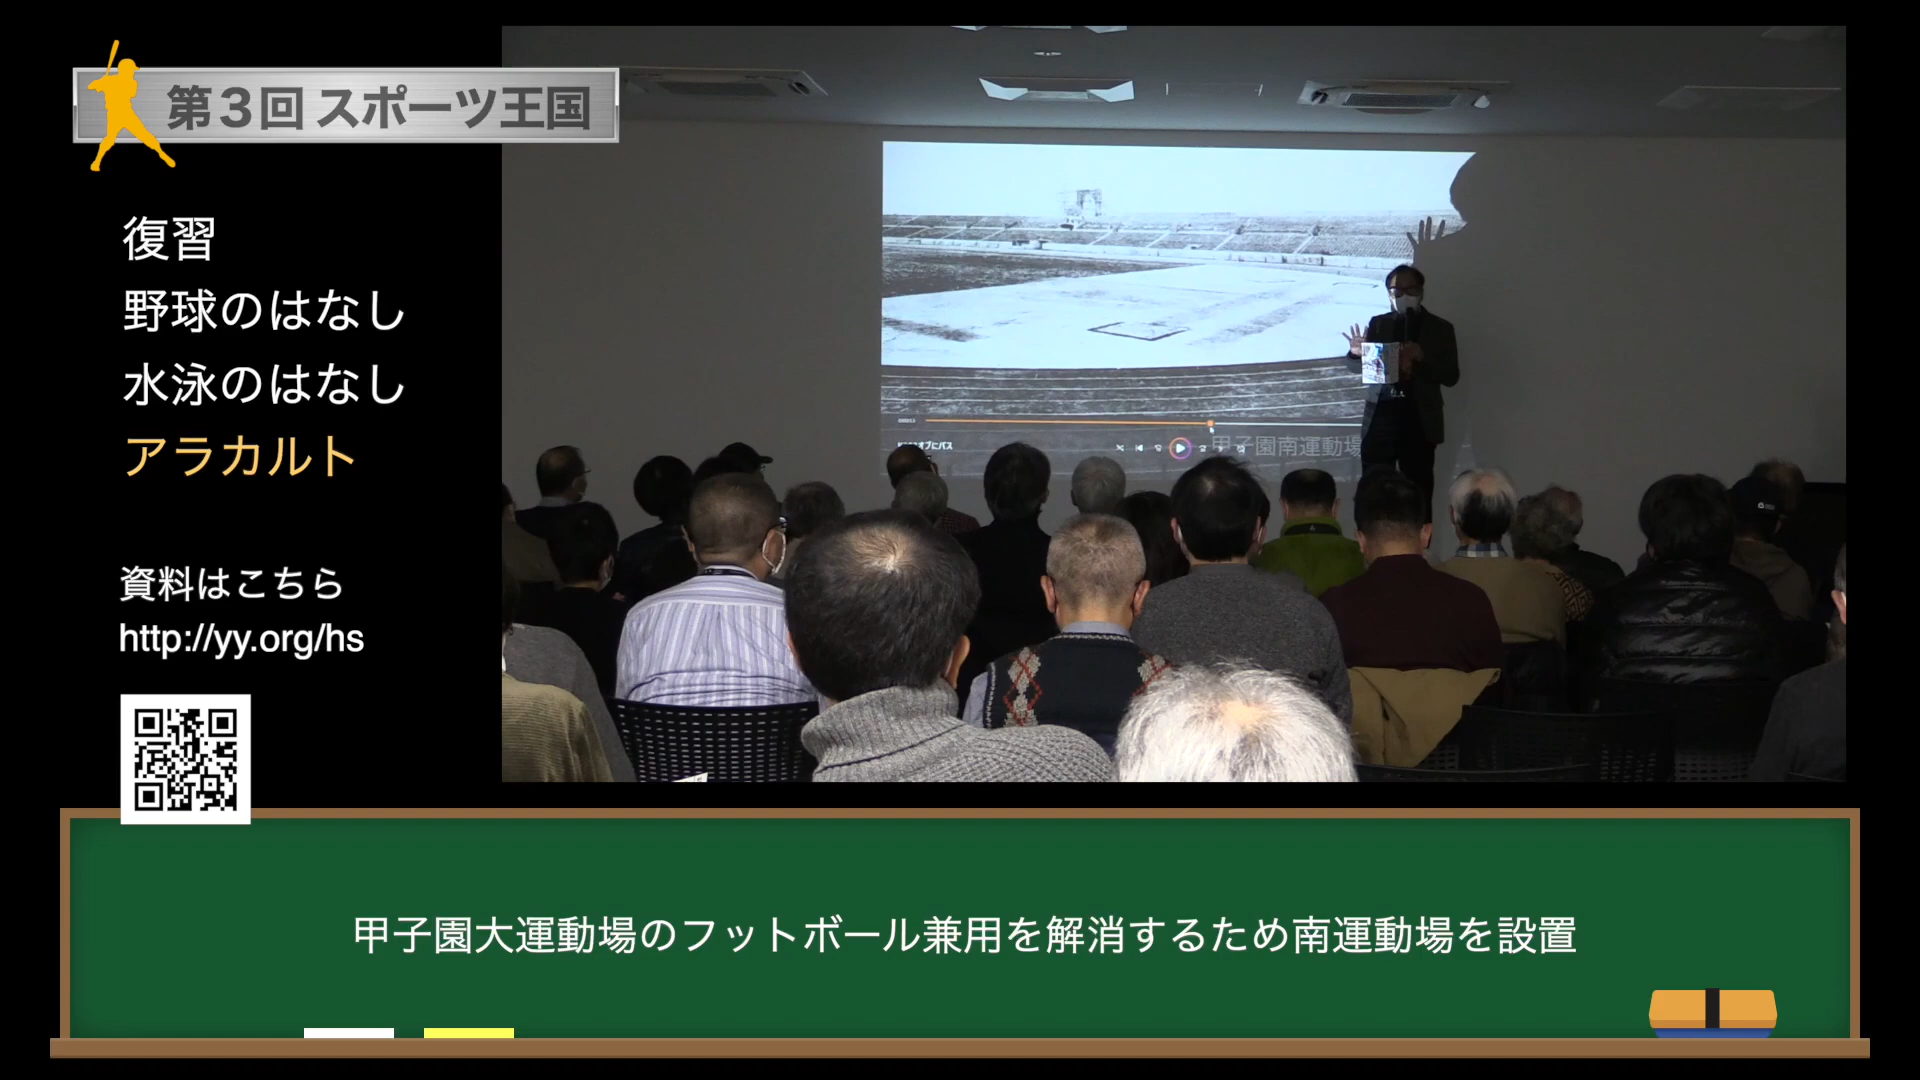 第３回 スポーツ王国
復習
野球のはなし
水泳のはなし
アラカルト
資料はこちら
http://yy.org/hs
甲子園南運動場
甲子園大運動場のフットボール兼用を解消するため南運動場を設置